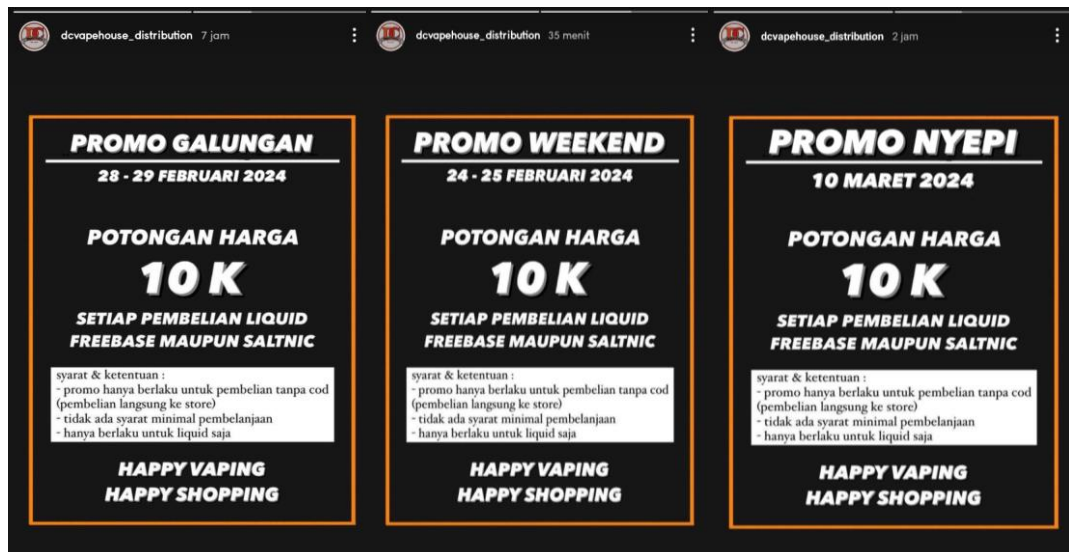 dcvapehouse_distribution 7 jam
PROMO GALUNGAN
28 - 29 FEBRUARI 2024
POTONGAN HARGA
10 K
SETIAP PEMBELIAN LIQUID
FREEBASE MAUPUN SALTNIC
syarat & ketentuan :
- promo hanya berlaku untuk pembelian tanpa cod
(pembelian langsung ke store)
- tidak ada syarat minimal pembelanjaan
- hanya berlaku untuk liquid saja
HAPPY VAPING
HAPPY SHOPPING
dcvapehouse_distribution 35 menit
PROMO WEEKEND
24 - 25 FEBRUARI 2024
POTONGAN HARGA
10 K
SETIAP PEMBELIAN LIQUID
FREEBASE MAUPUN SALTNIC
syarat & ketentuan :
- promo hanya berlaku untuk pembelian tanpa cod
(pembelian langsung ke store)
- tidak ada syarat minimal pembelanjaan
- hanya berlaku untuk liquid saja
HAPPY VAPING
HAPPY SHOPPING
dcvapehouse_distribution 2 jam
PROMO NYEPI
10 MARET 2024
POTONGAN HARGA
10 K
SETIAP PEMBELIAN LIQUID
FREEBASE MAUPUN SALTNIC
syarat & ketentuan :
- promo hanya berlaku untuk pembelian tanpa cod
(pembelian langsung ke store)
- tidak ada syarat minimal pembelanjaan
- hanya berlaku untuk liquid saja
HAPPY VAPING
HAPPY SHOPPING